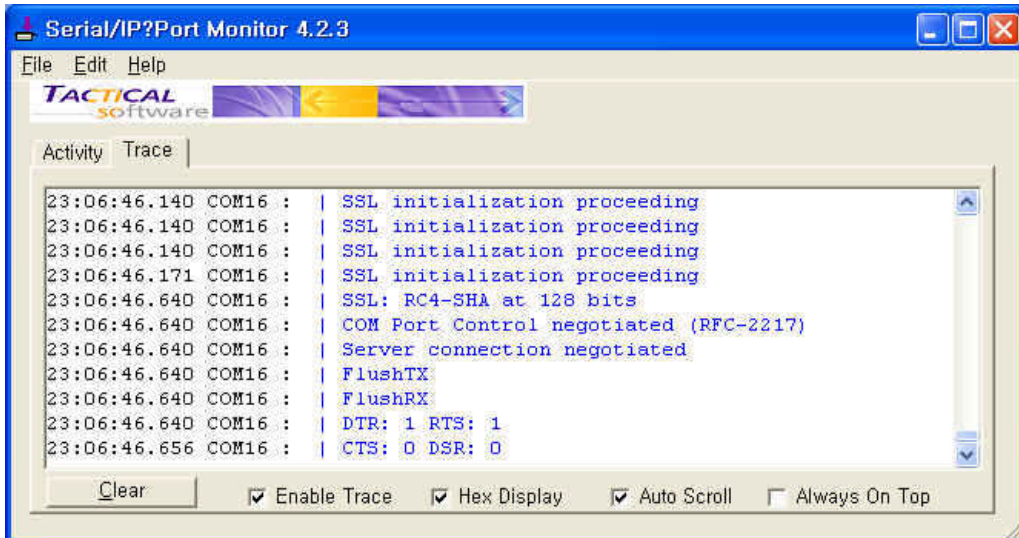 Serial/IP?Port Monitor 4.2.3
File Edit Help
TACTICAL
software
Activity Trace
23:06:46.140 COM16 : | SSL initialization proceeding
23:06:46.140 COM16 : | SSL initialization proceeding
23:06:46.140 COM16 : | SSL initialization proceeding
23:06:46.171 COM16 : | SSL initialization proceeding
23:06:46.640 COM16 : | SSL: RC4-SHA at 128 bits
23:06:46.640 COM16 : | COM Port Control negotiated (RFC-2217)
23:06:46.640 COM16 : | Server connection negotiated
23:06:46.640 COM16 : | FlushTX
23:06:46.640 COM16 : | FlushRX
23:06:46.640 COM16 : | DTR: 1 RTS: 1
23:06:46.656 COM16 : | CTS: 0 DSR: 0
Clear Enable Trace Hex Display Auto Scroll Always On Top